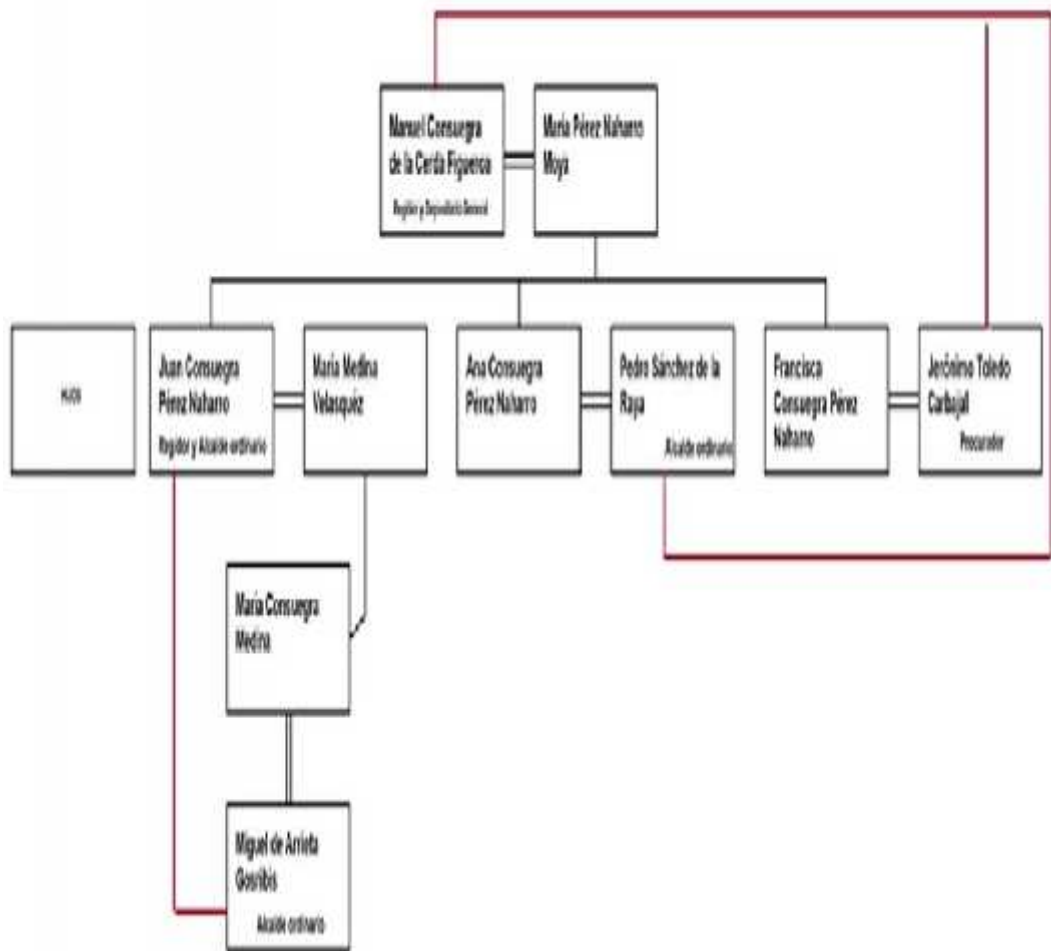 Manuel Consuegra
de la Cerda Figueroa
Regidor y Depositario General
María Pérez Naharro
Moya
HIJOS
Juan Consuegra
Pérez Naharro
Regidor y Alcalde ordinario
María Medina
Velasquez
Ana Consuegra
Pérez Naharro
Pedro Sánchez de la
Raya
Alcalde ordinario
Francisca
Consuegra Pérez
Naharro
Jerónimo Toledo
Carbajal
Procurador
María Consuegra
Medina
Miguel de Arrieta
Gosribis
Alcalde ordinario